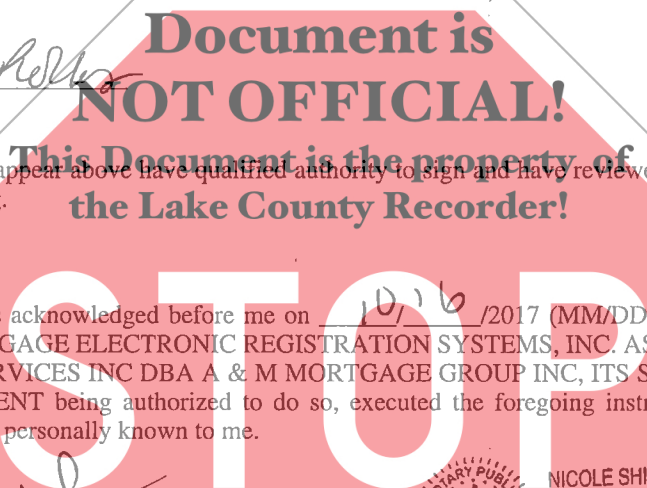 Document is
NOT OFFICIAL!
This Document is the property of
the Lake County Recorder!
appear above have qualified authority to sign and have reviewe
STOP
s acknowledged before me on 10/16/2017 (MM/DD
GAGE ELECTRONIC REGISTRATION SYSTEMS, INC. AS
RVICES INC DBA A & M MORTGAGE GROUP INC, ITS S
ENT being authorized to do so, executed the foregoing instr
personally known to me.
TARY PUBL
NICOLE SHI